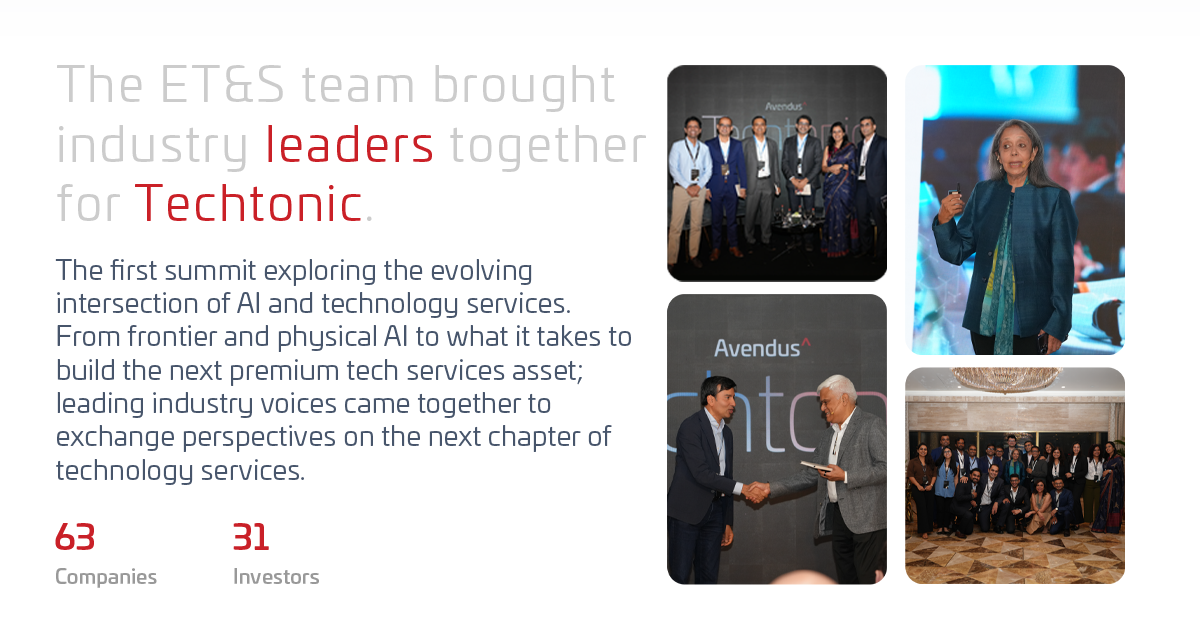 The ET&S team brought
industry leaders together
for Techtonic.
The first summit exploring the evolving
intersection of AI and technology services.
From frontier and physical AI to what it takes to
build the next premium tech services asset;
leading industry voices came together to
exchange perspectives on the next chapter of
technology services.
63
Companies
31
Investors
Avendus
Techtonic
Avendus^
chton